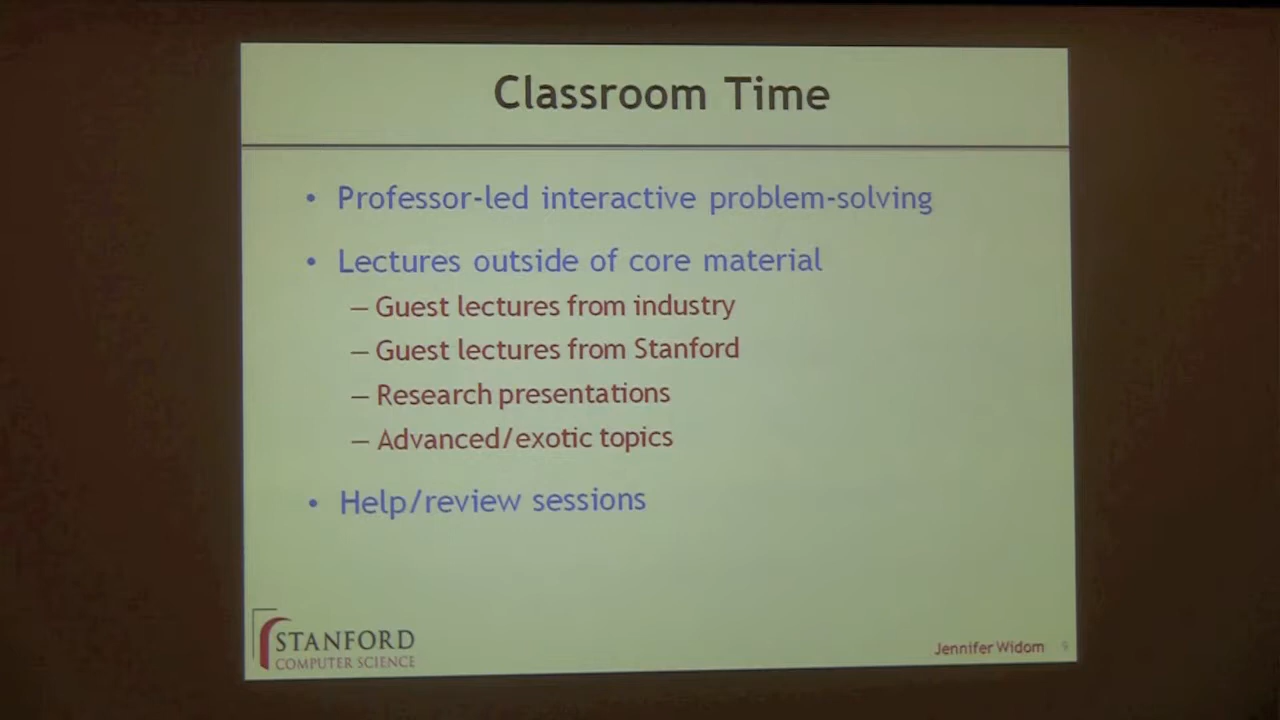 Classroom Time
• Professor-led interactive problem-solving
• Lectures outside of core material
– Guest lectures from industry
– Guest lectures from Stanford
– Research presentations
– Advanced/exotic topics
• Help/review sessions
STANFORD
COMPUTER SCIENCE
Jennifer Widom 9